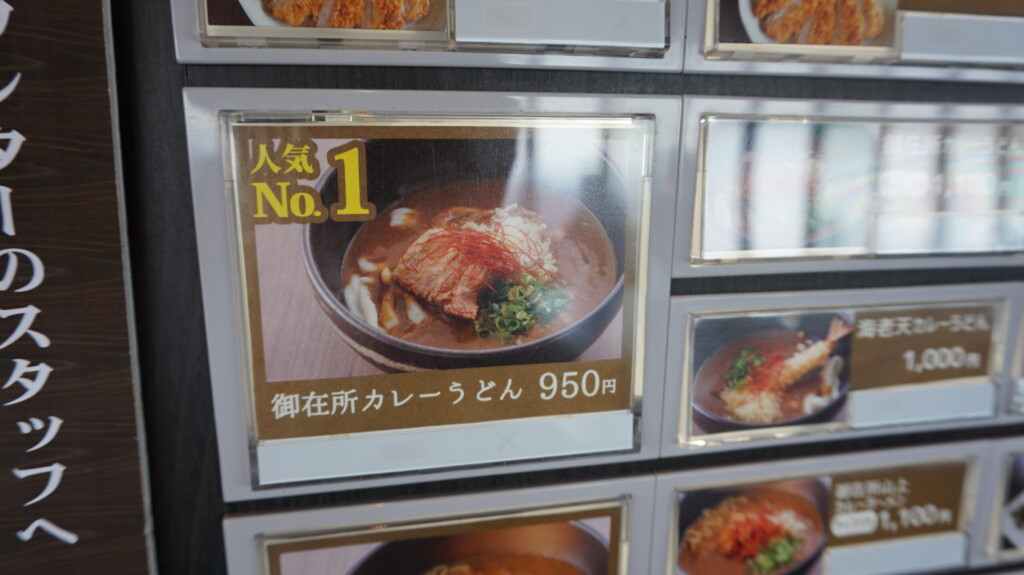 ンターのスタッフへ
人気
No.1
御在所カレーうどん 950円
海老天カレーうどん
1,000円
1,100円